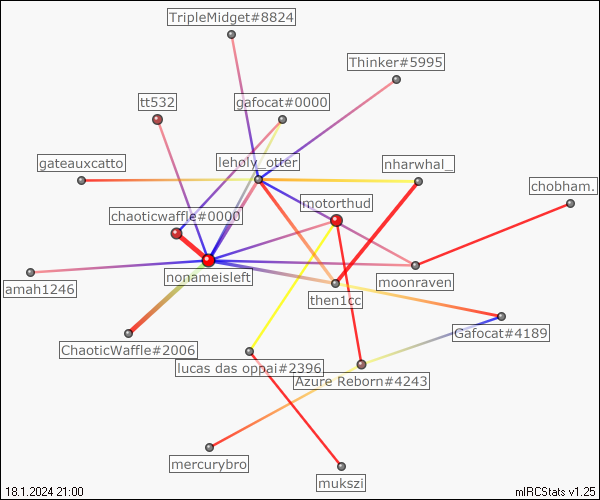 TripleMidget#8824
Thinker#5995
tt532
gafocat#0000
gateauxcatto
leholy_otter
nharwhal_
chobham.
motorthud
chaoticwaffle#0000
nonameisleft
moonraven
amah1246
then1cc
Gafocat#4189
ChaoticWaffle#2006
lucas das oppai#2396
Azure Reborn#4243
mercurybro
mukszi
18.1.2024 21:00
mIRCStats v1.25